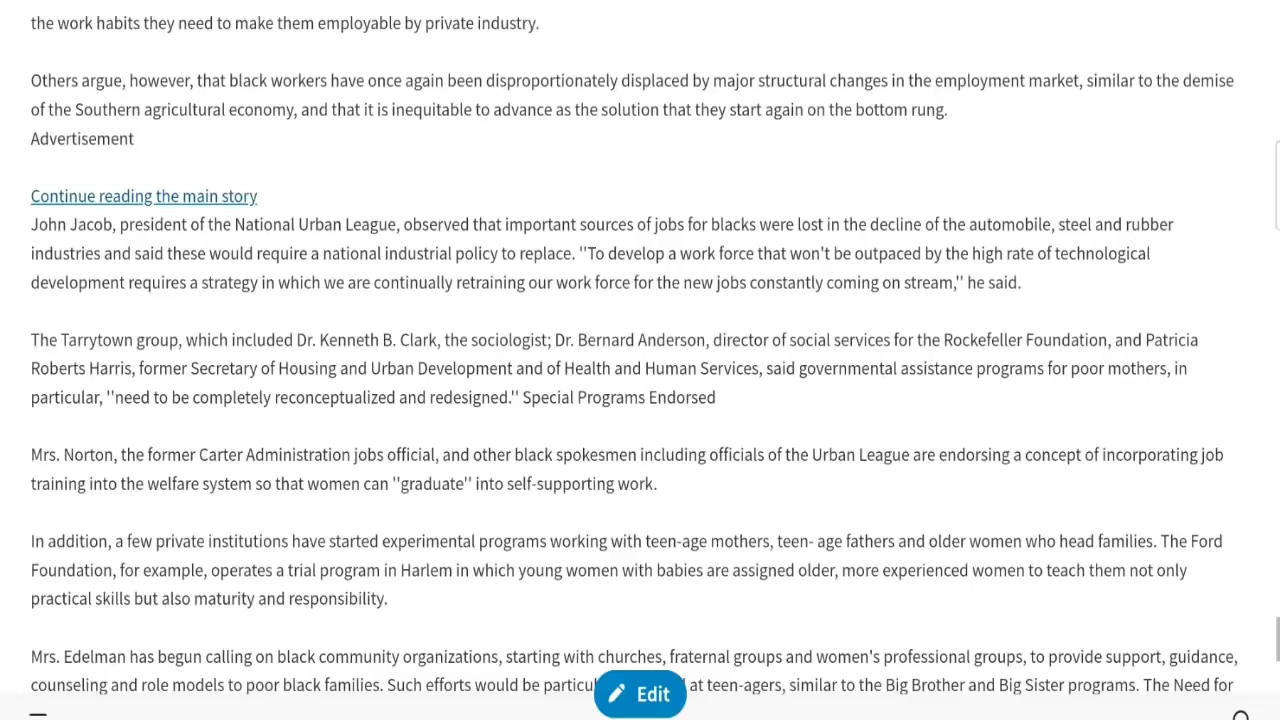 the work habits they need to make them employable by private industry.
Others argue, however, that black workers have once again been disproportionately displaced by major structural changes in the employment market, similar to the demise
of the Southern agricultural economy, and that it is inequitable to advance as the solution that they start again on the bottom rung.
Advertisement
Continue reading the main story
John Jacob, president of the National Urban League, observed that important sources of jobs for blacks were lost in the decline of the automobile, steel and rubber
industries and said these would require a national industrial policy to replace. ''To develop a work force that won't be outpaced by the high rate of technological
development requires a strategy in which we are continually retraining our work force for the new jobs constantly coming on stream,'' he said.
The Tarrytown group, which included Dr. Kenneth B. Clark, the sociologist; Dr. Bernard Anderson, director of social services for the Rockefeller Foundation, and Patricia
Roberts Harris, former Secretary of Housing and Urban Development and of Health and Human Services, said governmental assistance programs for poor mothers, in
particular, ''need to be completely reconceptualized and redesigned.'' Special Programs Endorsed
Mrs. Norton, the former Carter Administration jobs official, and other black spokesmen including officials of the Urban League are endorsing a concept of incorporating job
training into the welfare system so that women can ''graduate'' into self-supporting work.
In addition, a few private institutions have started experimental programs working with teen-age mothers, teen- age fathers and older women who head families. The Ford
Foundation, for example, operates a trial program in Harlem in which young women with babies are assigned older, more experienced women to teach them not only
practical skills but also maturity and responsibility.
Mrs. Edelman has begun calling on black community organizations, starting with churches, fraternal groups and women's professional groups, to provide support, guidance,
counseling and role models to poor black families. Such efforts would be at teen-agers, similar to the Big Brother and Big Sister programs. The Need for
Edit